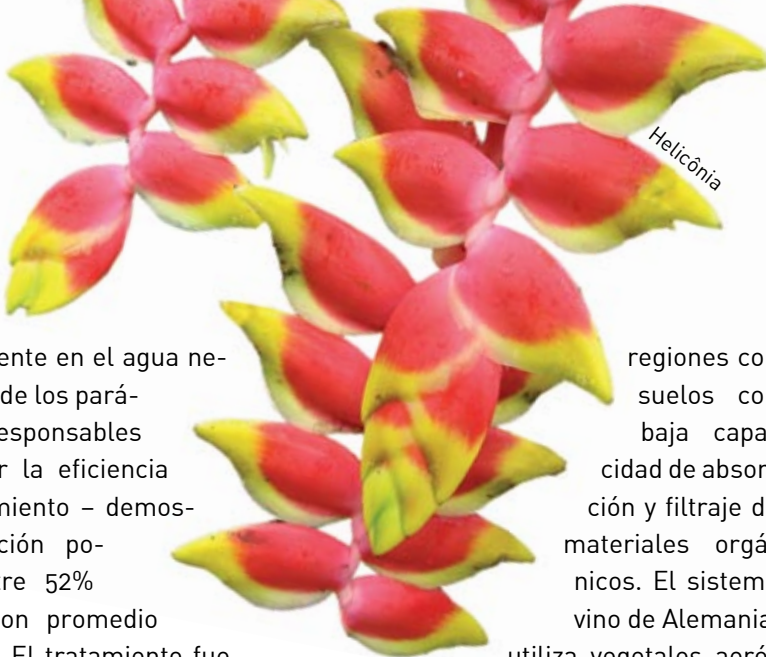 Helicônia
ente en el agua ne-
de los pará-
esponsables
r la eficiencia
miento – demos-
ción po-
tre 52%
on promedio
El tratamiento fue
regiones co
suelos co
baja capa
cidad de absor
ción y filtraje d
materiales orgá
nicos. El sistem
vino de Alemania
utiliza vegetales aeró